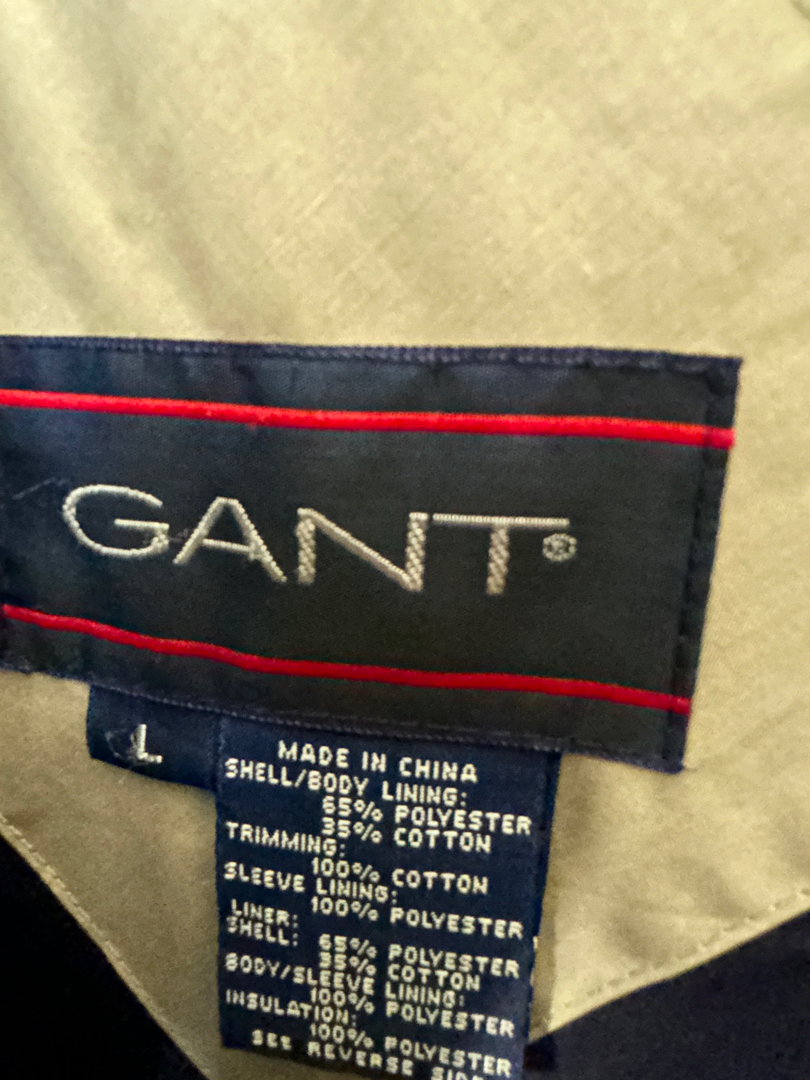 GANT®
L
MADE IN CHINA
SHELL/BODY LINING:
65% POLYESTER
35% COTTON
TRIMMING:
100% COTTON
SLEEVE LINING:
100% POLYESTER
LINER:
SHELL:
65% POLYESTER
35% COTTON
BODY/SLEEVE LINING:
100% POLYESTER
INSULATION:
100% POLYESTER
SEE REVERSE SIDE